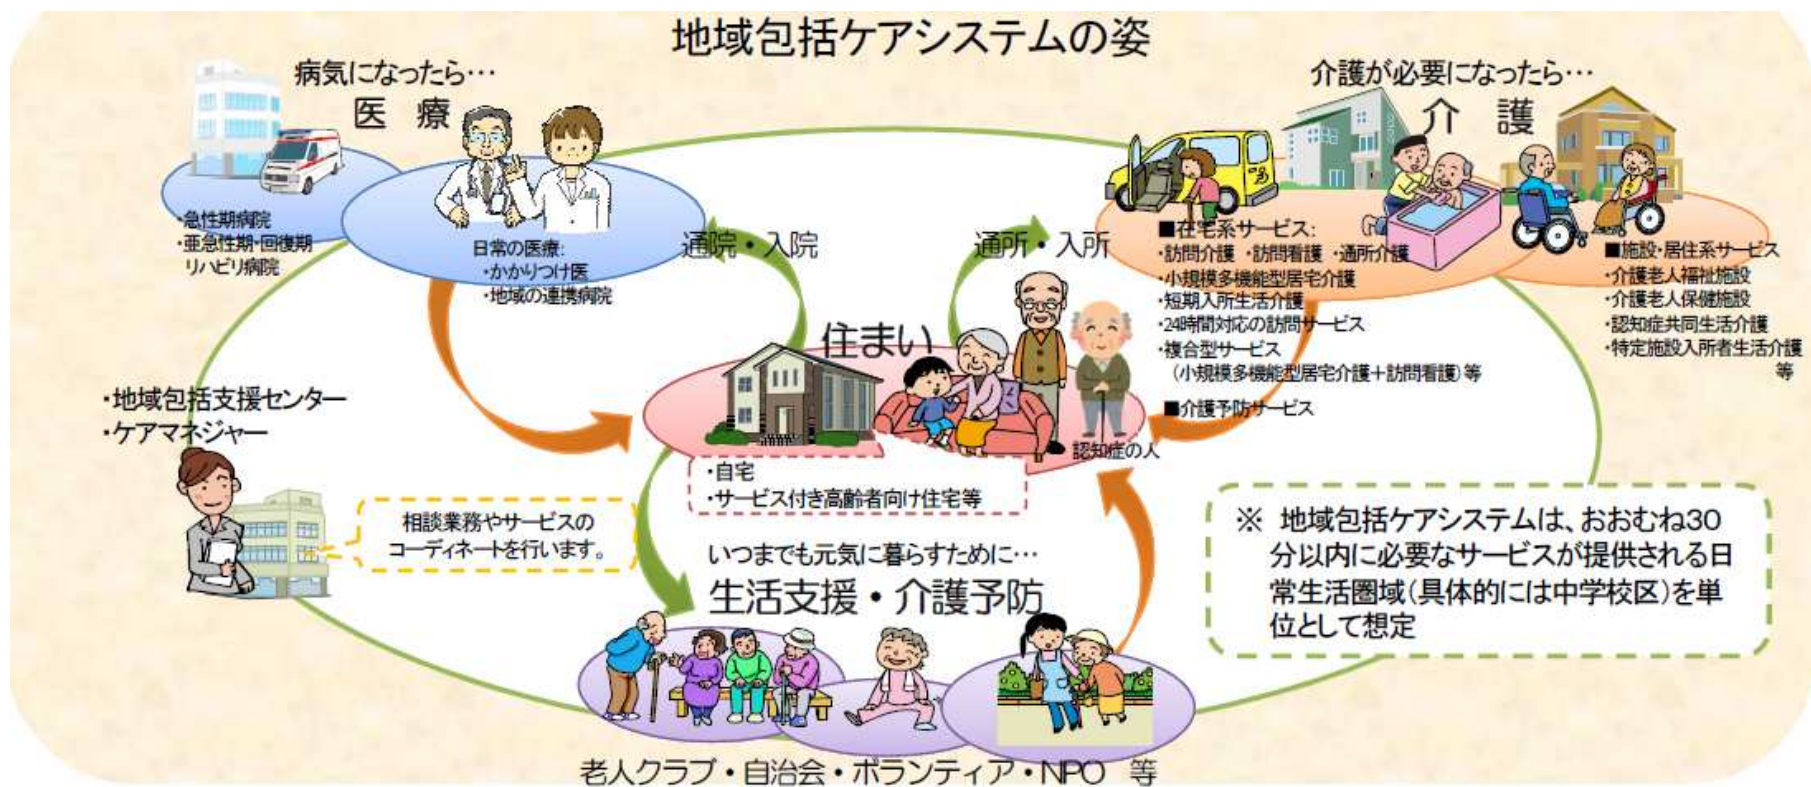 地域包括ケアシステムの姿
病気になったら…
医 療
・急性期病院
・亜急性期・回復期
リハビリ病院
日常の医療:
・かかりつけ医
・地域の連携病院
通院・入院
通所・入所
介護が必要になったら…
介 護
■在宅系サービス:
・訪問介護 ・訪問看護 ・通所介護
・小規模多機能型居宅介護
・短期入所生活介護
・24時間対応の訪問サービス
・複合型サービス
(小規模多機能型居宅介護+訪問看護)等
■介護予防サービス
■施設・居住系サービス
・介護老人福祉施設
・介護老人保健施設
・認知症共同生活介護
・特定施設入所者生活介護
等
住まい
認知症の人
・自宅
・サービス付き高齢者向け住宅等
・地域包括支援センター
・ケアマネジャー
相談業務やサービスの
コーディネートを行います。
いつまでも元気に暮らすために…
生活支援・介護予防
老人クラブ・自治会・ボランティア・NPO 等
※ 地域包括ケアシステムは、おおむね30
分以内に必要なサービスが提供される日
常生活圏域(具体的には中学校区)を単
位として想定